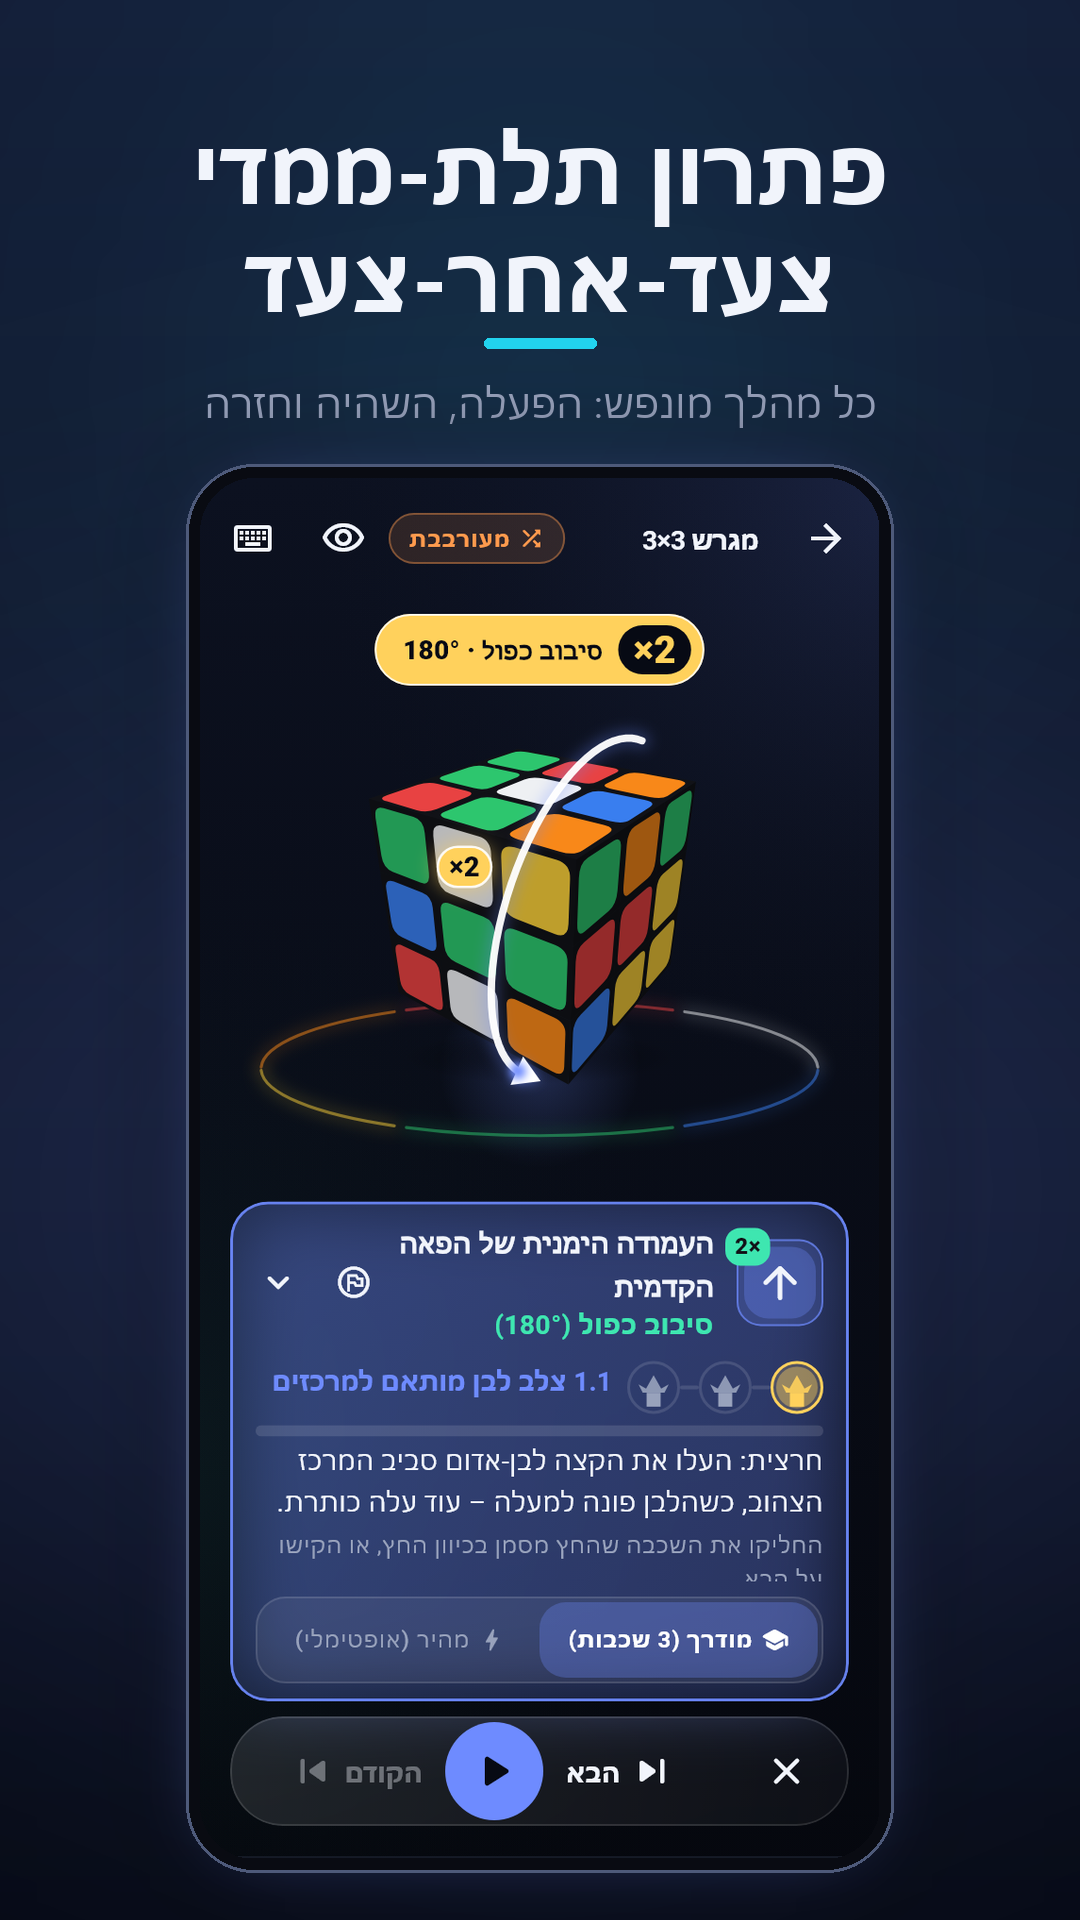 פתרון תלת-ממדי
צעד-אחר-צעד
כל מהלך מונפש: הפעלה, השהיה וחזרה
מגרש 3×3
מעורבבת
×2 סיבוב כפול · 180°
×2
2×
העמודה הימנית של הפאה
הקדמית
סיבוב כפול (180°)
1.1 צלב לבן מותאם למרכזים
חרצית: העלו את הקצה לבן-אדום סביב המרכז
הצהוב, כשהלבן פונה למעלה – עוד עלה כותרת.
החליקו את השכבה שהחץ מסמן בכיוון החץ, או הקישו
על הבא
מודרך (3 שכבות)
מהיר (אופטימלי)
הבא
הקודם